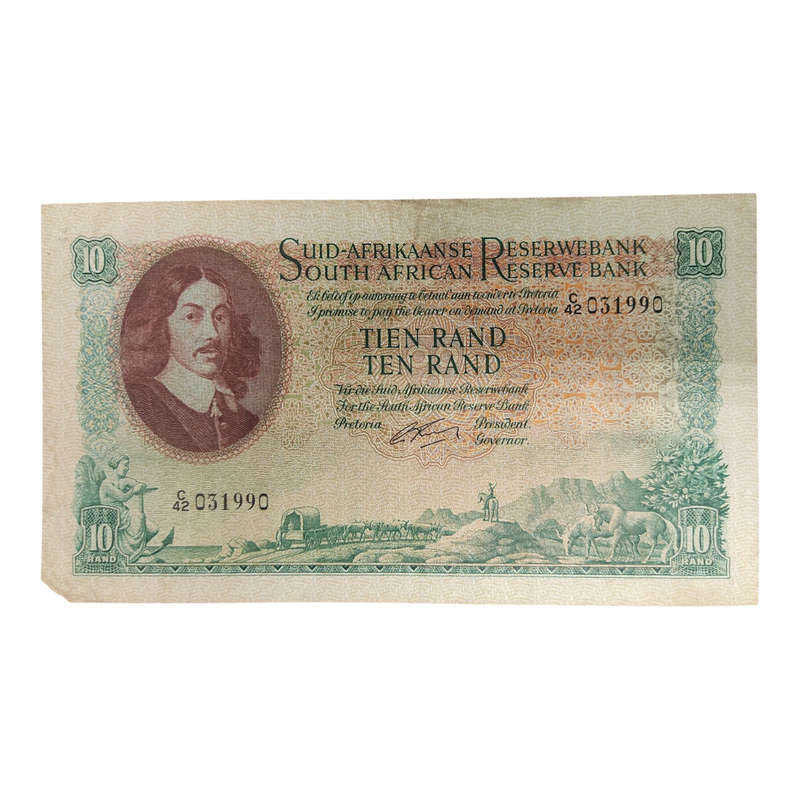 10
SUID-AFRIKAANSE RESERWEBANK
SOUTH AFRICAN RESERVE BANK
10
Ek beloof op aanvraag te betaal aan toonder te Pretoria
I promise to pay the bearer on demand at Pretoria
C/42 031990
TIEN RAND
TEN RAND
Vir die Suid Afrikaanse Reserwebank
For the South African Reserve Bank
Pretoria President.
Governor.
C/42 031990
10
RAND
10
RAND